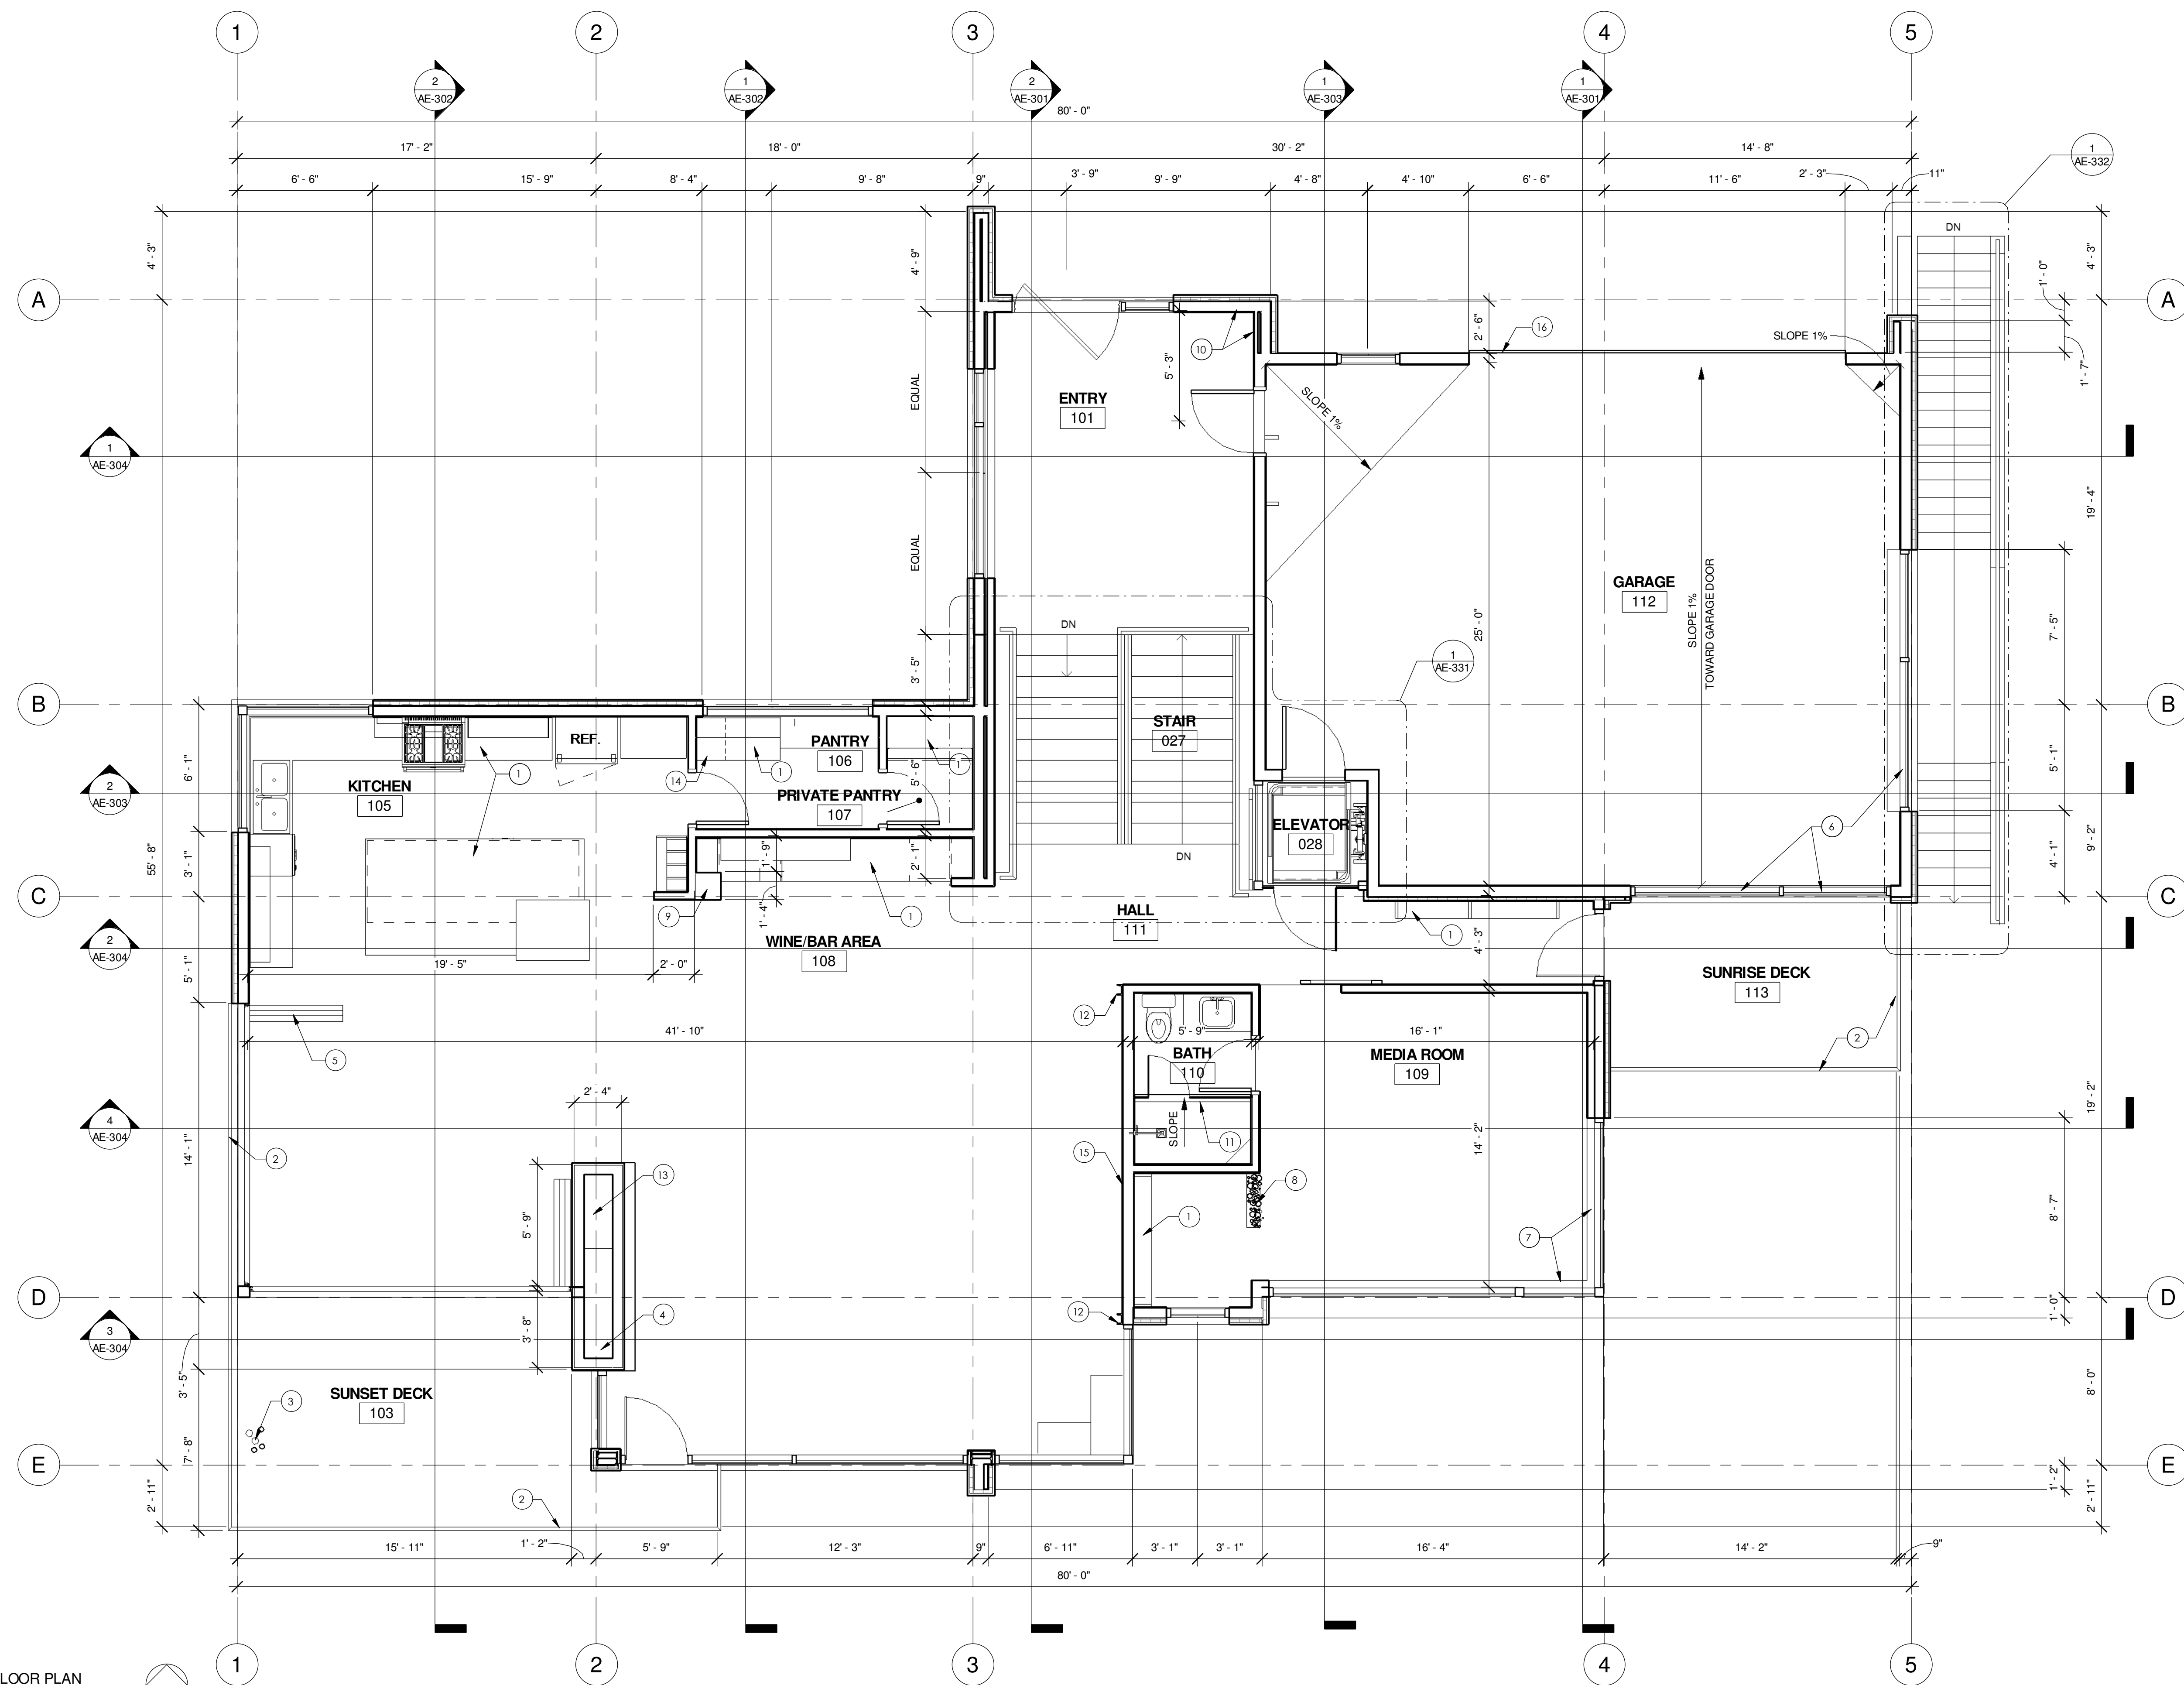 1
2
3
4
5
2
AE-302
1
AE-302
2
AE-301
1
AE-303
1
AE-301
80' - 0"
17' - 2"
18' - 0"
30' - 2"
14' - 8"
1
AE-332
6' - 6"
15' - 9"
8' - 4"
9' - 8"
9"
3' - 9"
9' - 9"
4' - 8"
4' - 10"
6' - 6"
11' - 6"
2' - 3"
11"
DN
4' - 3"
4' - 9"
4' - 3"
1' - 0"
A
A
2' - 6"
16
SLOPE 1%
10
5' - 3"
1' - 7"
EQUAL
ENTRY
101
SLOPE 1%
1
AE-304
19' - 4"
EQUAL
GARAGE
112
SLOPE 1%
TOWARD GARAGE DOOR
DN
25' - 0"
7' - 5"
1
AE-331
3' - 5"
B
B
STAIR
027
REF.
PANTRY
106
6' - 1"
KITCHEN
105
1
14
1
5' - 6"
1
5' - 1"
2
AE-303
PRIVATE PANTRY
107
ELEVATOR
028
6
55' - 8"
3' - 1"
1' - 9"
2' - 1"
DN
4' - 1"
9' - 2"
C
C
9
1' - 4"
1
HALL
111
1
4' - 3"
2
AE-304
WINE/BAR AREA
108
5' - 1"
19' - 5"
2' - 0"
SUNRISE DECK
113
12
5
41' - 10"
5' - 9"
16' - 1"
2
BATH
110
MEDIA ROOM
109
2' - 4"
19' - 2"
4
AE-304
14' - 1"
2
SLOPE
11
14' - 2"
15
13
8
5' - 9"
1
8' - 7"
7
D
D
12
4
1' - 0"
3
AE-304
3' - 8"
3' - 5"
SUNSET DECK
103
3
8' - 0"
7' - 8"
E
E
2' - 11"
2
1' - 2"
2' - 11"
15' - 11"
1' - 2"
5' - 9"
12' - 3"
9"
6' - 11"
3' - 1"
3' - 1"
16' - 4"
14' - 2"
9"
80' - 0"
1
2
3
4
5
LOOR PLAN